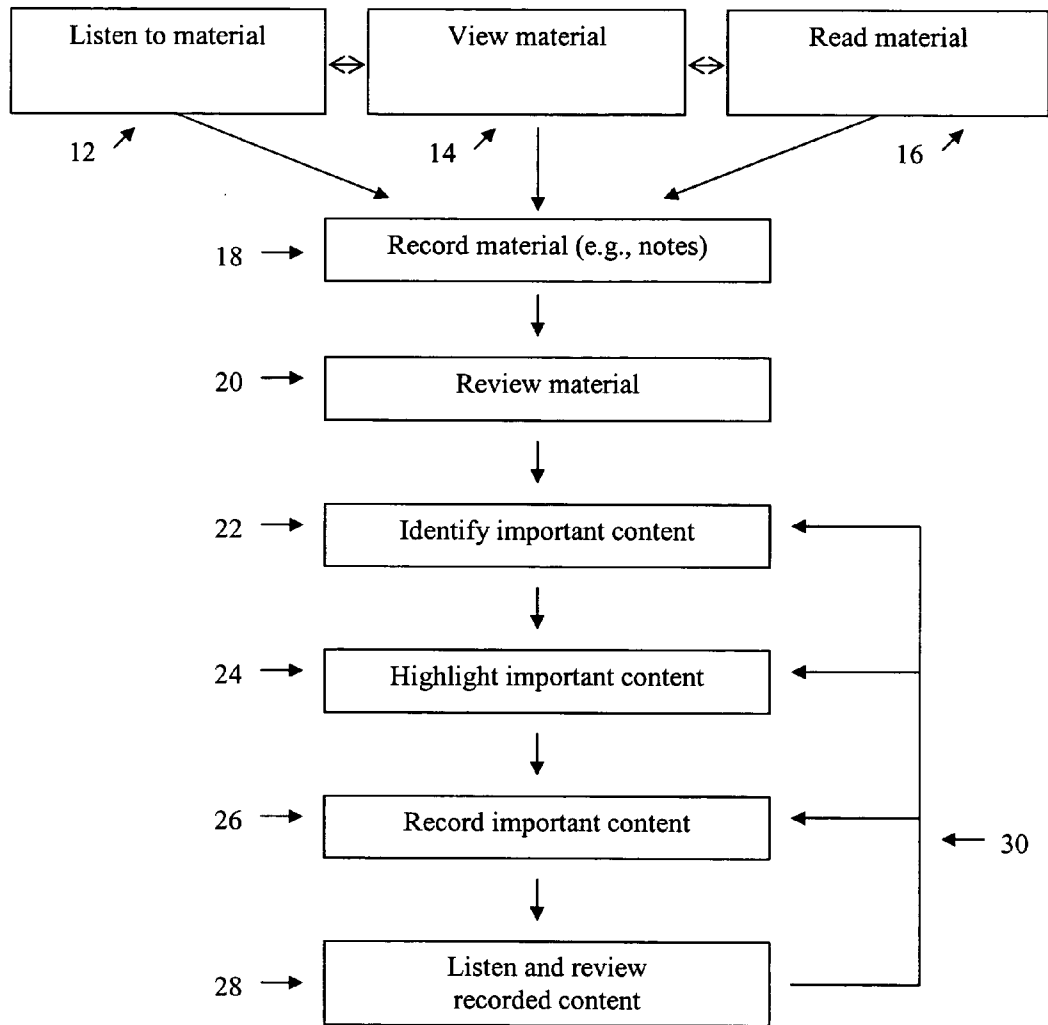 Listen to material
View material
Read material
12
14
16
18
Record material (e.g., notes)
20
Review material
22
Identify important content
24
Highlight important content
26
Record important content
30
28
Listen and review
recorded content